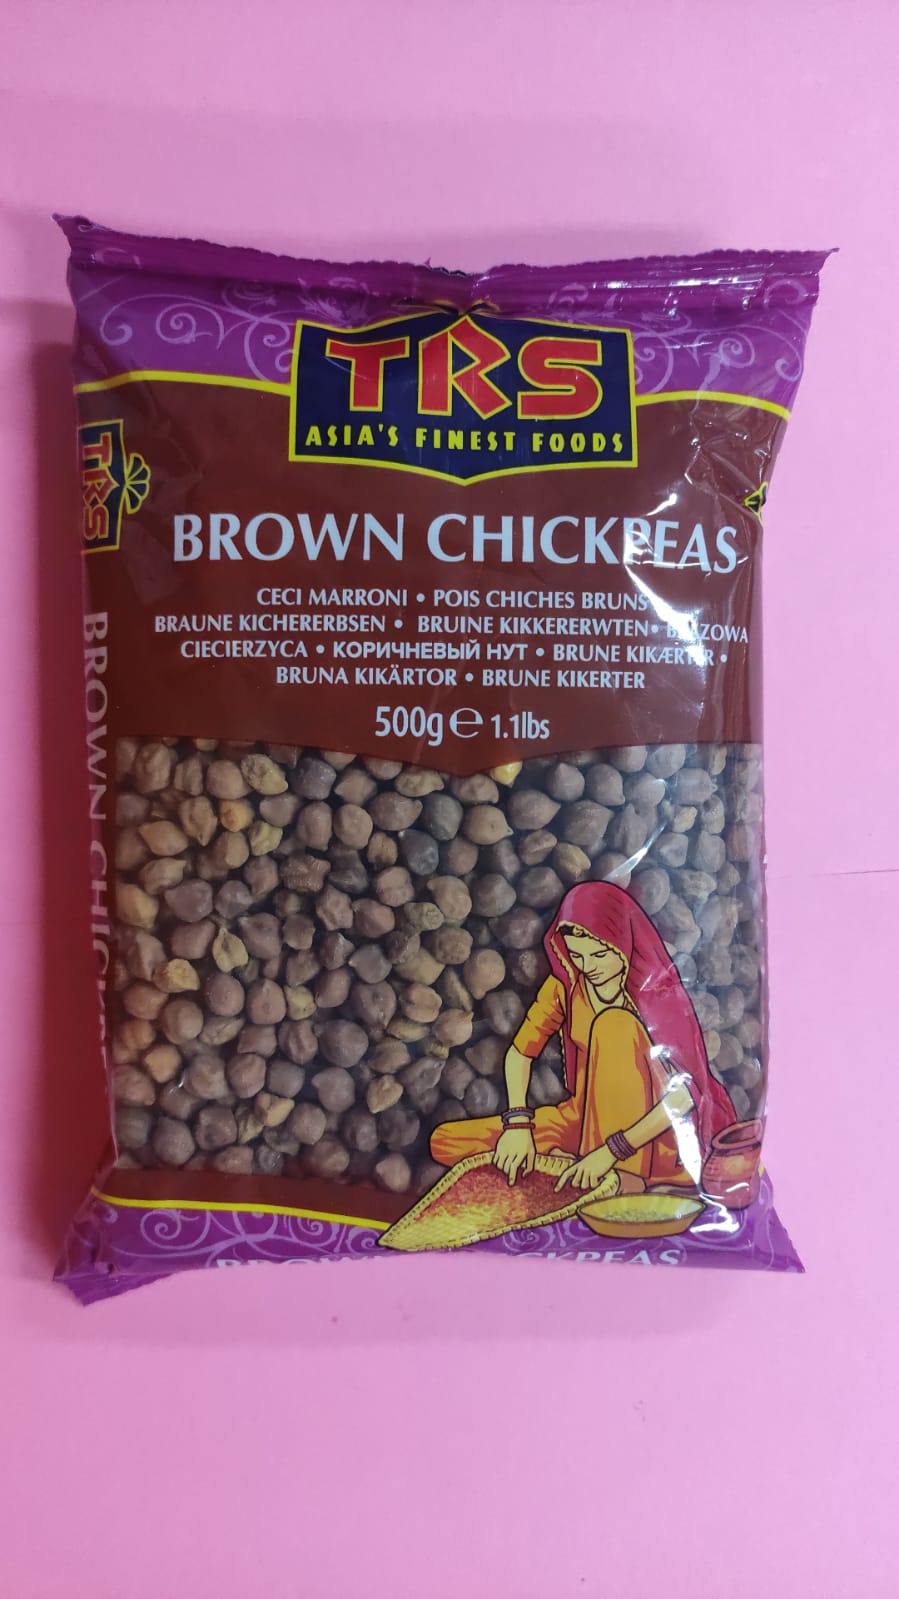 TRS
ASIA'S FINEST FOODS
TRS
BROWN CHICKPEAS
CECI MARRONI • POIS CHICHES BRUNS
BRAUNE KICHERERBSEN • BRUINE KIKKERERWTEN •
CIECIERZYCA • КОРИЧНЕВЫЙ НУТ • BRUNE KIKÆRTER •
BRUNA KIKÄRTOR • BRUNE KIKERTER
500g e 1.1lbs
BROWN